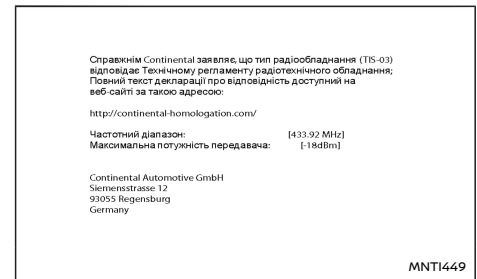 Справжнім Continental заявляє, що тип радіообладнання (TIS-03)
відповідає Технічному регламенту радіотехнічного обладнання;
Повний текст декларації про відповідність доступний на
веб-сайті за такою адресою:
http://continental-homologation.com/
Частотний діапазон: [433.92 MHz]
Максимальна потужність передавача: [-18dBm]
Continental Automotive GmbH
Siemensstrasse 12
93055 Regensburg
Germany
MNTI449